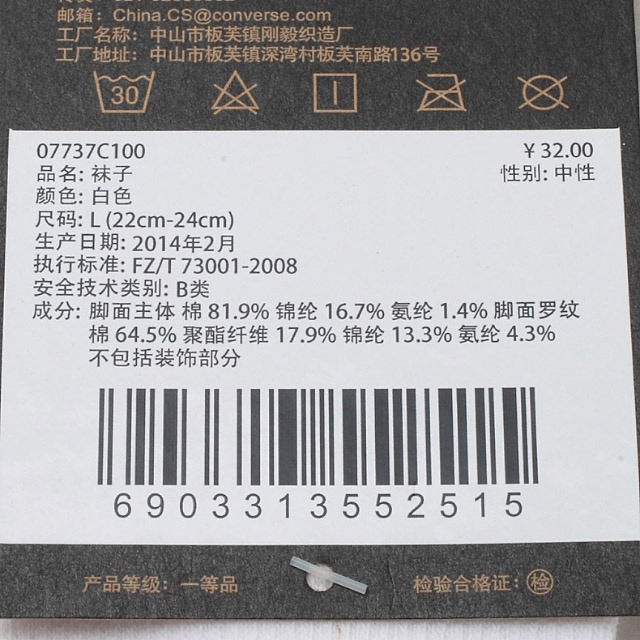 邮箱: China.CS@converse.com
工厂名称: 中山市板芙镇刚毅织造厂
工厂地址: 中山市板芙镇深湾村板芙南路136号
30
07737C100 ￥32.00
品名: 袜子 性别: 中性
颜色: 白色
尺码: L (22cm-24cm)
生产日期: 2014年2月
执行标准: FZ/T 73001-2008
安全技术类别: B类
成分: 脚面主体 棉 81.9% 锦纶 16.7% 氨纶 1.4% 脚面罗纹
棉 64.5% 聚酯纤维 17.9% 锦纶 13.3% 氨纶 4.3%
不包括装饰部分
6903313552515
产品等级: 一等品 检验合格证: 检